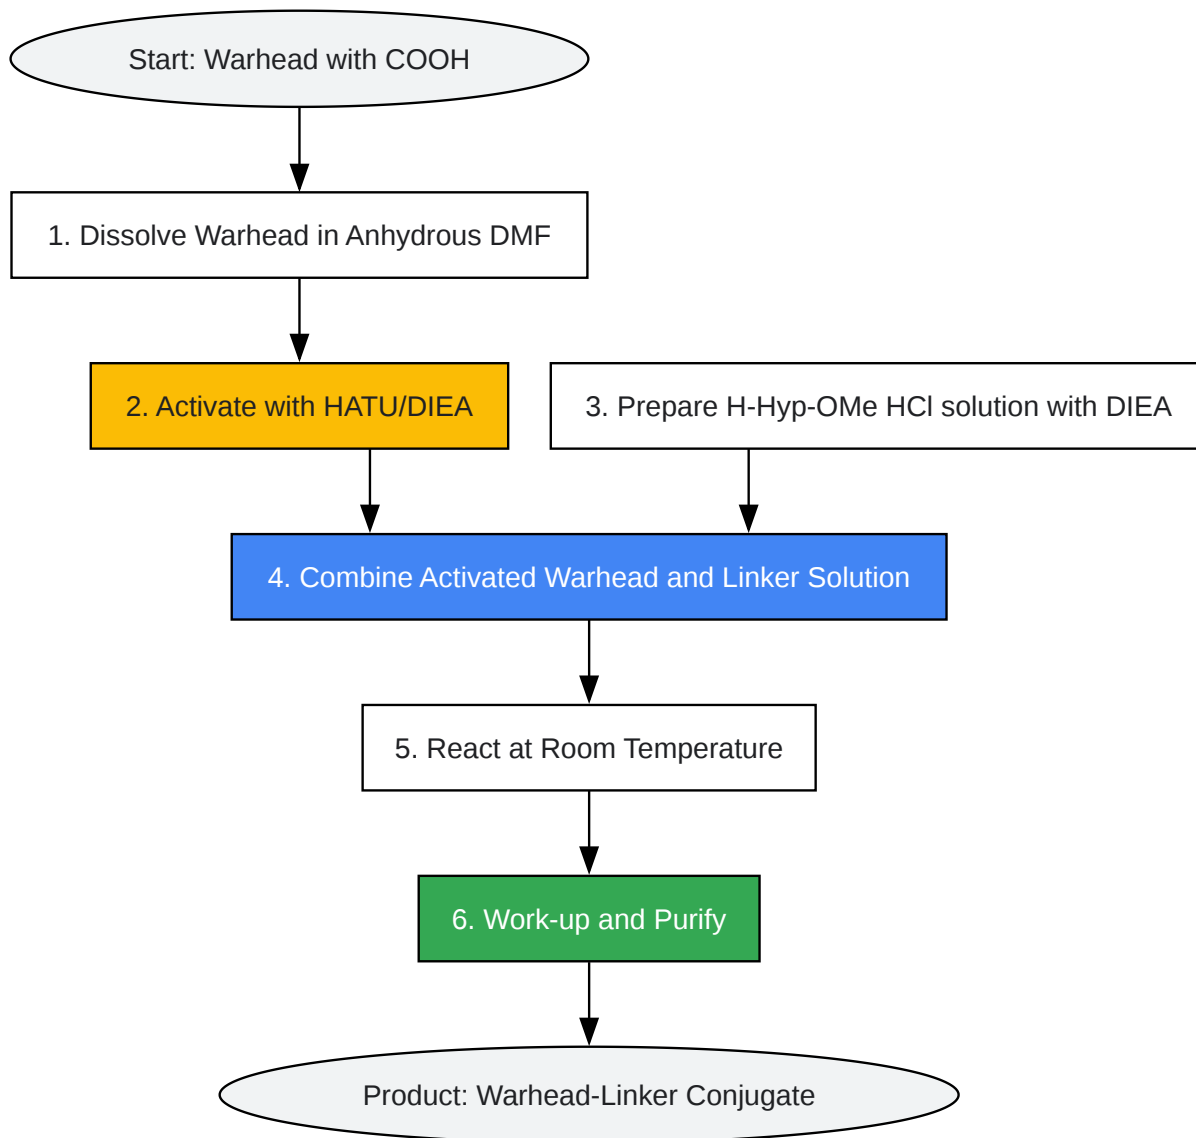 Start: Warhead with COOH
1. Dissolve Warhead in Anhydrous DMF
2. Activate with HATU/DIEA
3. Prepare H-Hyp-OMe HCl solution with DIEA
4. Combine Activated Warhead and Linker Solution
5. React at Room Temperature
6. Work-up and Purify
Product: Warhead-Linker Conjugate